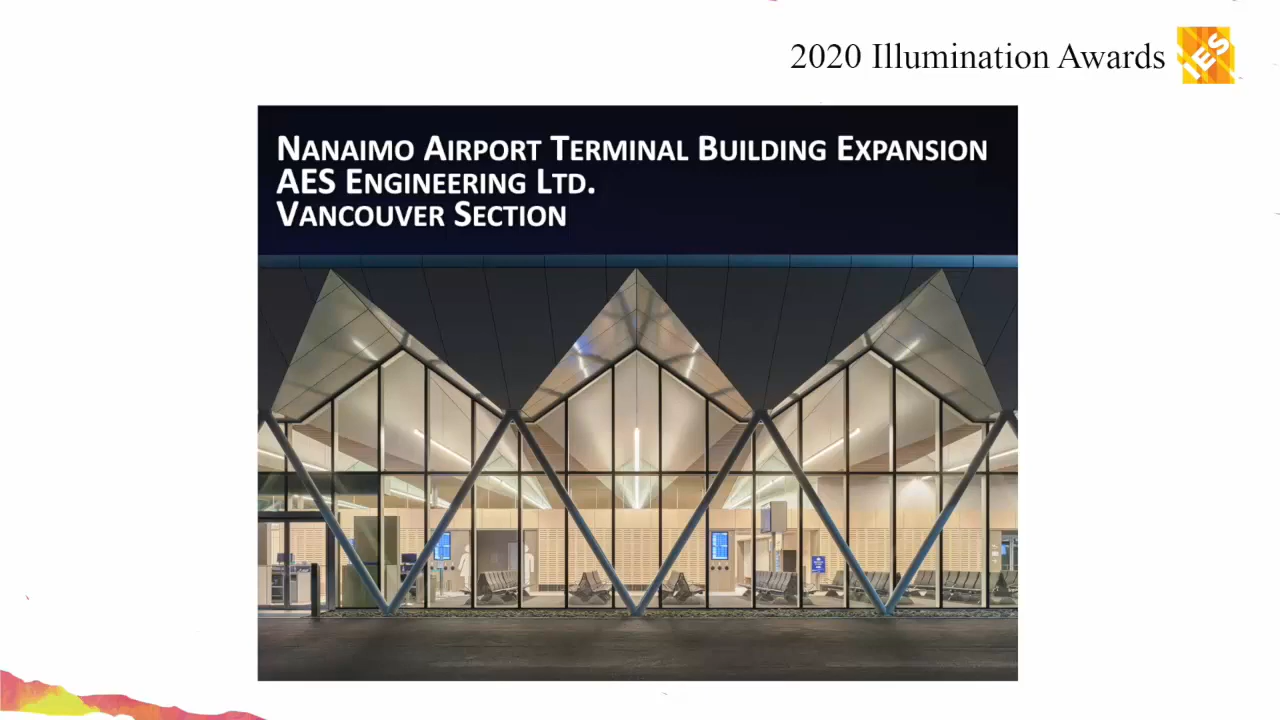 2020 Illumination Awards
IES
NANAIMO AIRPORT TERMINAL BUILDING EXPANSION
AES ENGINEERING LTD.
VANCOUVER SECTION